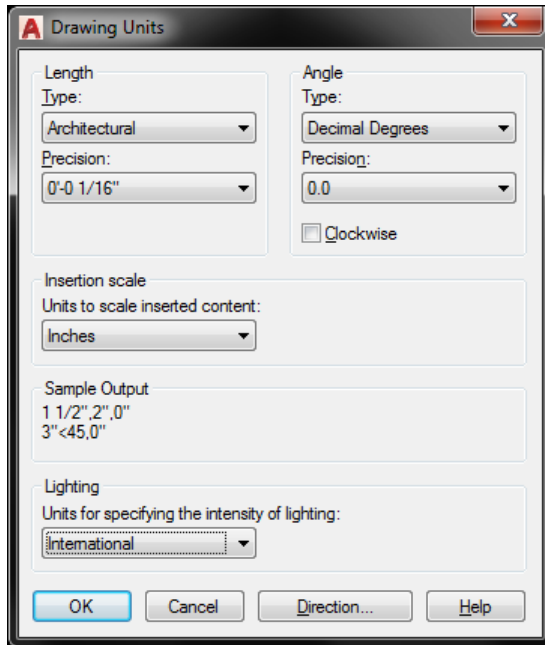 Drawing Units
Length
Type:
Architectural
Precision:
0'-0 1/16"
Angle
Type:
Decimal Degrees
Precision:
0.0
Clockwise
Insertion scale
Units to scale inserted content:
Inches
Sample Output
1 1/2",2",0"
3"<45,0"
Lighting
Units for specifying the intensity of lighting:
International
OK
Cancel
Direction...
Help